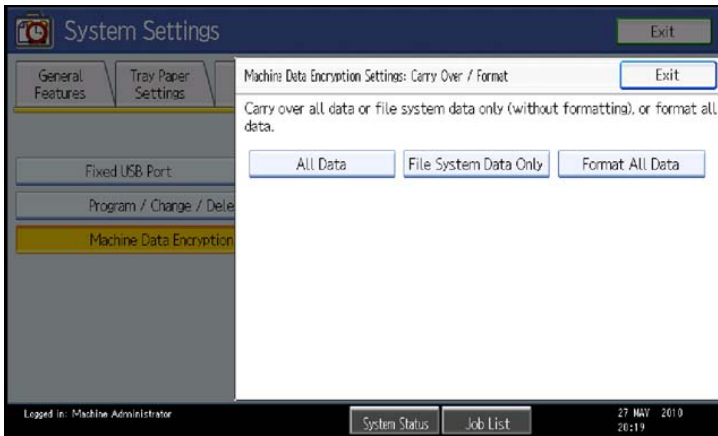 System Settings
Exit
General
Features
Tray Paper
Settings
Machine Data Encryption Settings: Carry Over / Format
Exit
Carry over all data or file system data only (without formatting), or format all
data.
All Data
File System Data Only
Format All Data
Fixed USB Port
Program / Change / Dele
Machine Data Encryption
Logged in: Machine Administrator
System Status
Job List
27 MAY 2010
20:19